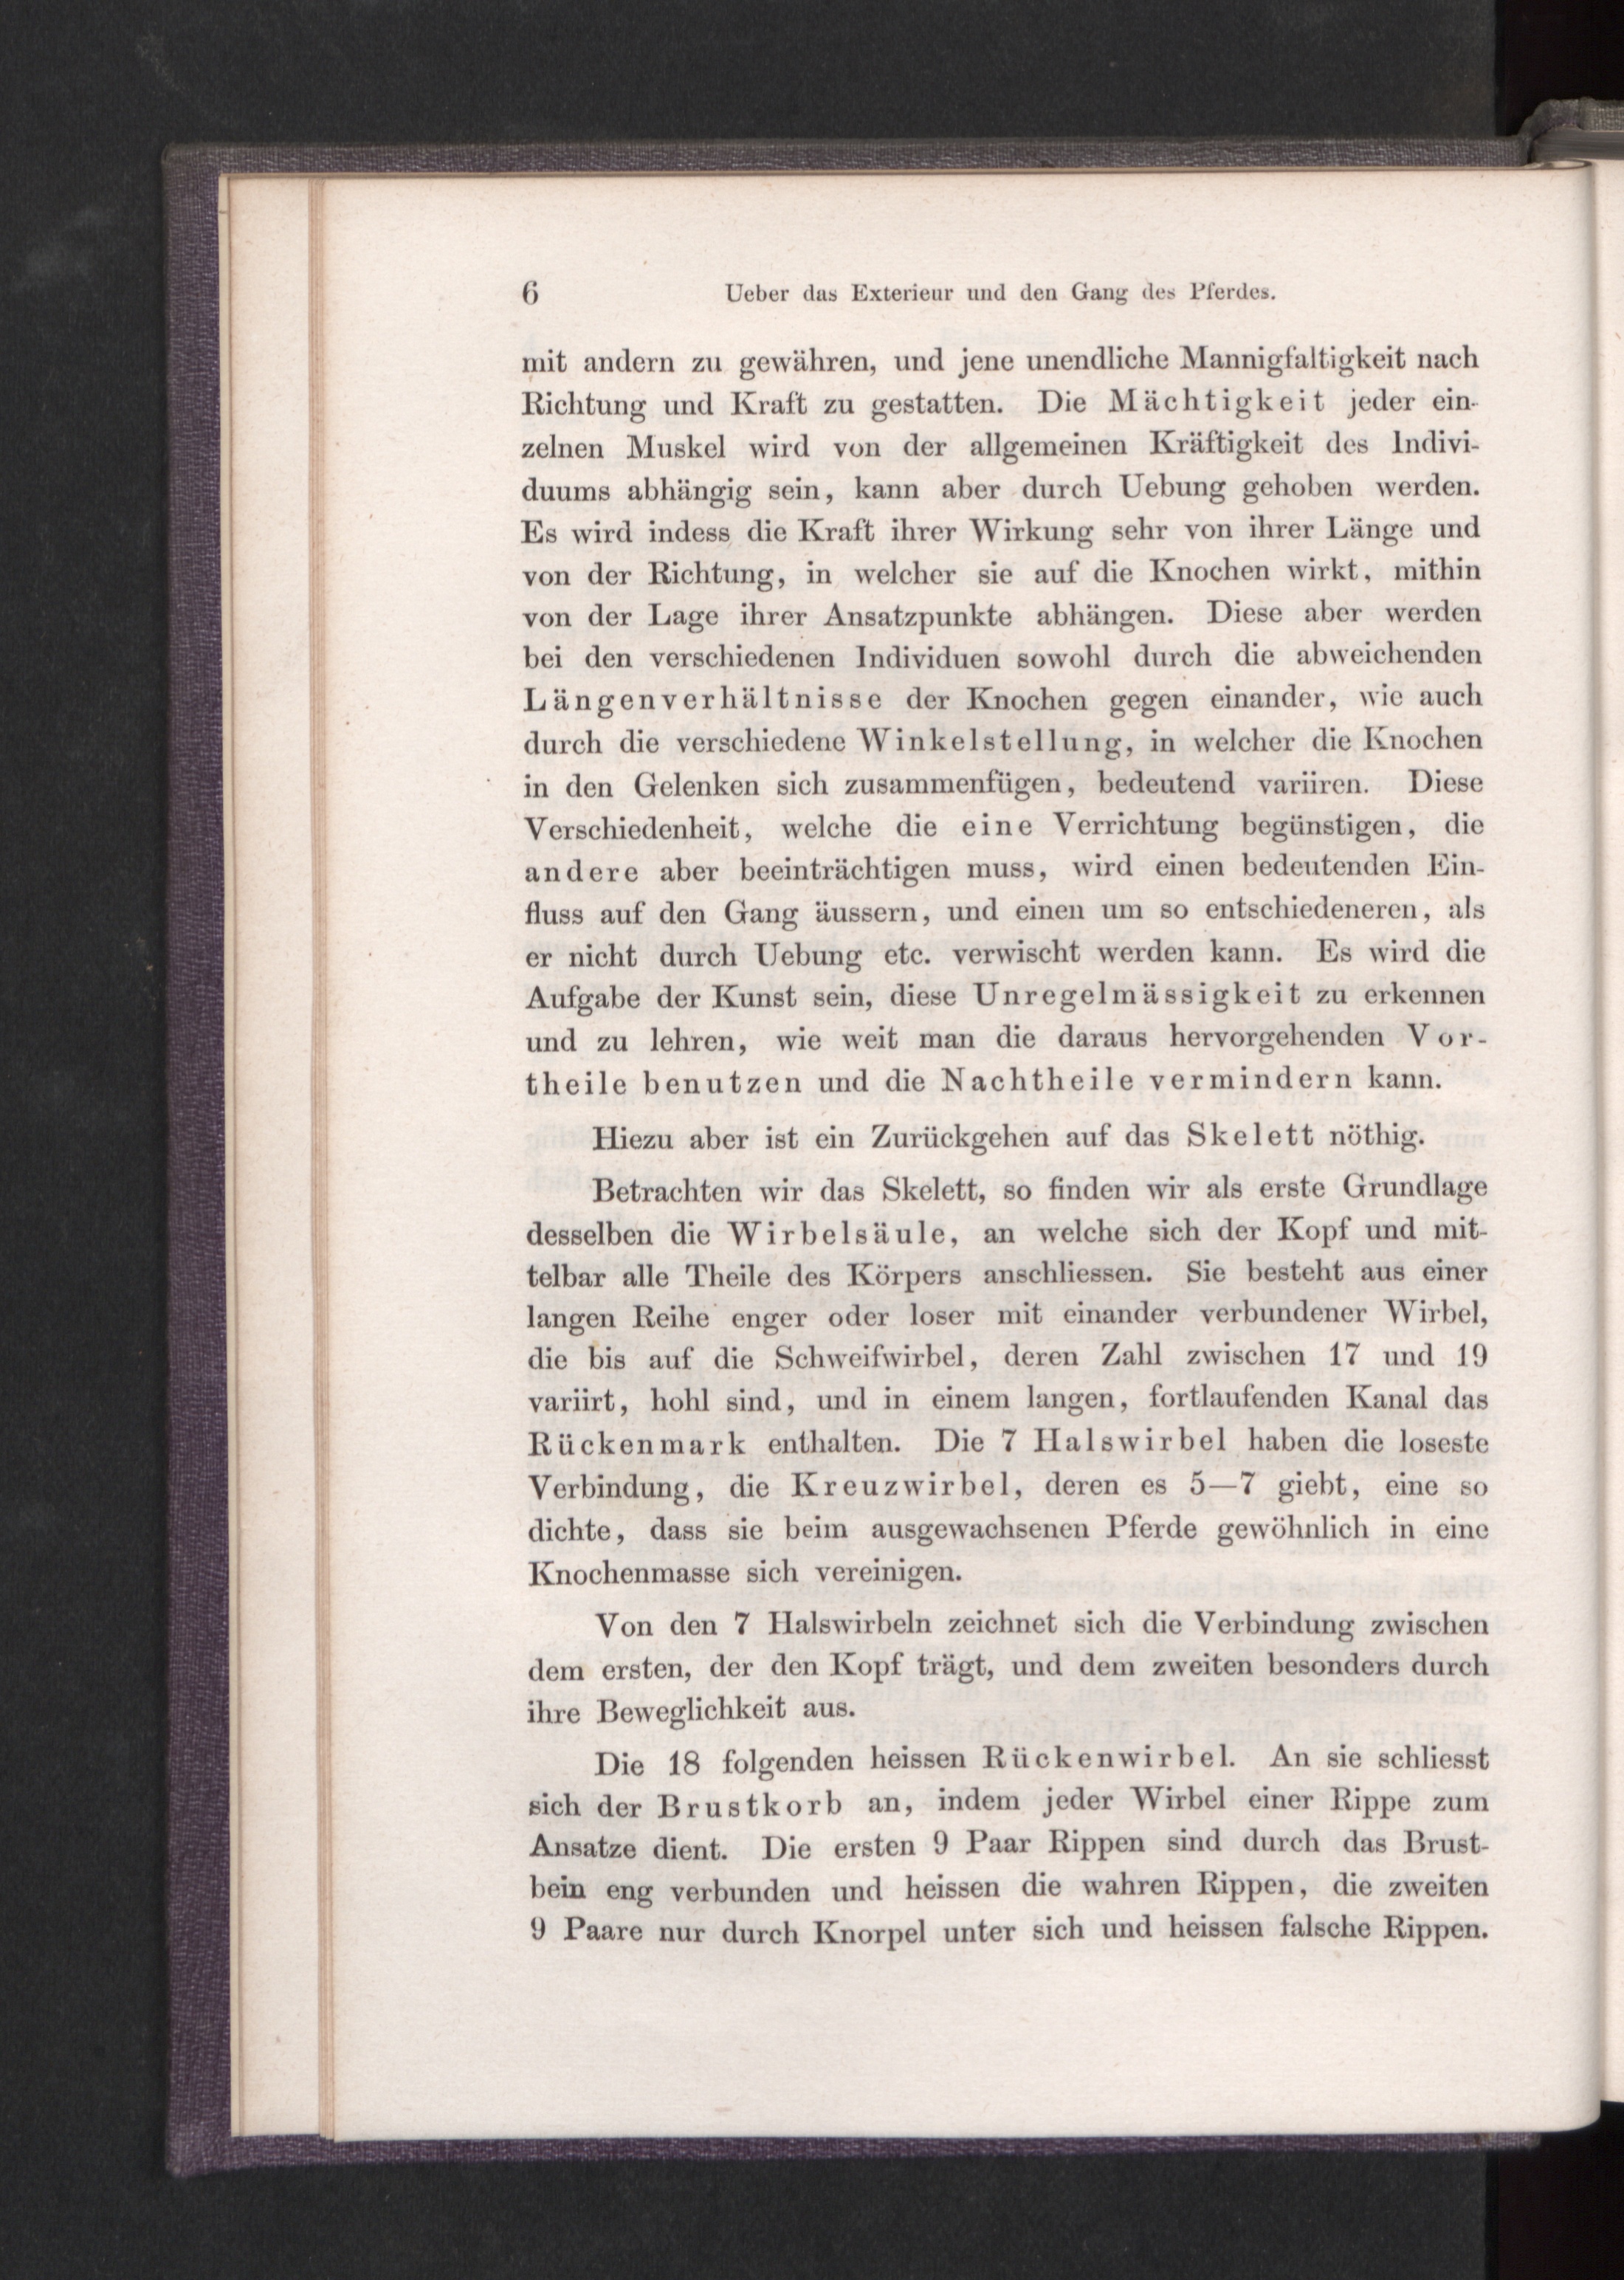 6 Ueber das Exterieur und den Gang des Pferdes.
mit andern zu gewähren, und jene unendliche Mannigfaltigkeit nach
Richtung und Kraft zu gestatten. Die Mächtigkeit jeder ein-
zelnen Muskel wird von der allgemeinen Kräftigkeit des Indivi-
duums abhängig sein, kann aber durch Uebung gehoben werden.
Es wird indess die Kraft ihrer Wirkung sehr von ihrer Länge und
von der Richtung, in welcher sie auf die Knochen wirkt, mithin
von der Lage ihrer Ansatzpunkte abhängen. Diese aber werden
bei den verschiedenen Individuen sowohl durch die abweichenden
Längenverhältnisse der Knochen gegen einander, wie auch
durch die verschiedene Winkelstellung, in welcher die Knochen
in den Gelenken sich zusammenfügen, bedeutend variiren. Diese
Verschiedenheit, welche die eine Verrichtung begünstigen, die
andere aber beeinträchtigen muss, wird einen bedeutenden Ein-
fluss auf den Gang äussern, und einen um so entschiedeneren, als
er nicht durch Uebung etc. verwischt werden kann. Es wird die
Aufgabe der Kunst sein, diese Unregelmässigkeit zu erkennen
und zu lehren, wie weit man die daraus hervorgehenden Vor-
theile benutzen und die Nachtheile vermindern kann.
Hiezu aber ist ein Zurückgehen auf das Skelett nöthig.
Betrachten wir das Skelett, so finden wir als erste Grundlage
desselben die Wirbelsäule, an welche sich der Kopf und mit-
telbar alle Theile des Körpers anschliessen. Sie besteht aus einer
langen Reihe enger oder loser mit einander verbundener Wirbel,
die bis auf die Schweifwirbel, deren Zahl zwischen 17 und 19
variirt, hohl sind, und in einem langen, fortlaufenden Kanal das
Rückenmark enthalten. Die 7 Halswirbel haben die loseste
Verbindung, die Kreuzwirbel, deren es 5—7 giebt, eine so
dichte, dass sie beim ausgewachsenen Pferde gewöhnlich in eine
Knochenmasse sich vereinigen.
Von den 7 Halswirbeln zeichnet sich die Verbindung zwischen
dem ersten, der den Kopf trägt, und dem zweiten besonders durch
ihre Beweglichkeit aus.
Die 18 folgenden heissen Rückenwirbel. An sie schliesst
sich der Brustkorb an, indem jeder Wirbel einer Rippe zum
Ansatze dient. Die ersten 9 Paar Rippen sind durch das Brust-
bein eng verbunden und heissen die wahren Rippen, die zweiten
9 Paare nur durch Knorpel unter sich und heissen falsche Rippen.